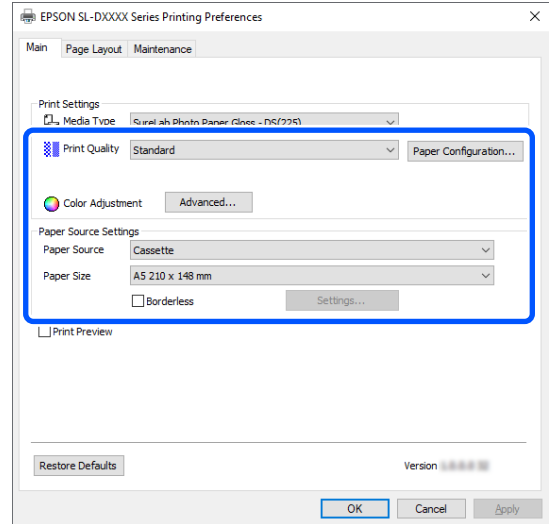 EPSON SL-DXXXX Series Printing Preferences
Main Page Layout Maintenance
Print Settings
Media Type SureLab Photo Paper Gloss - DS(225)
Print Quality Standard Paper Configuration...
Color Adjustment Advanced...
Paper Source Settings
Paper Source Cassette
Paper Size A5 210 x 148 mm
Borderless Settings...
Print Preview
Restore Defaults Version
OK Cancel Apply